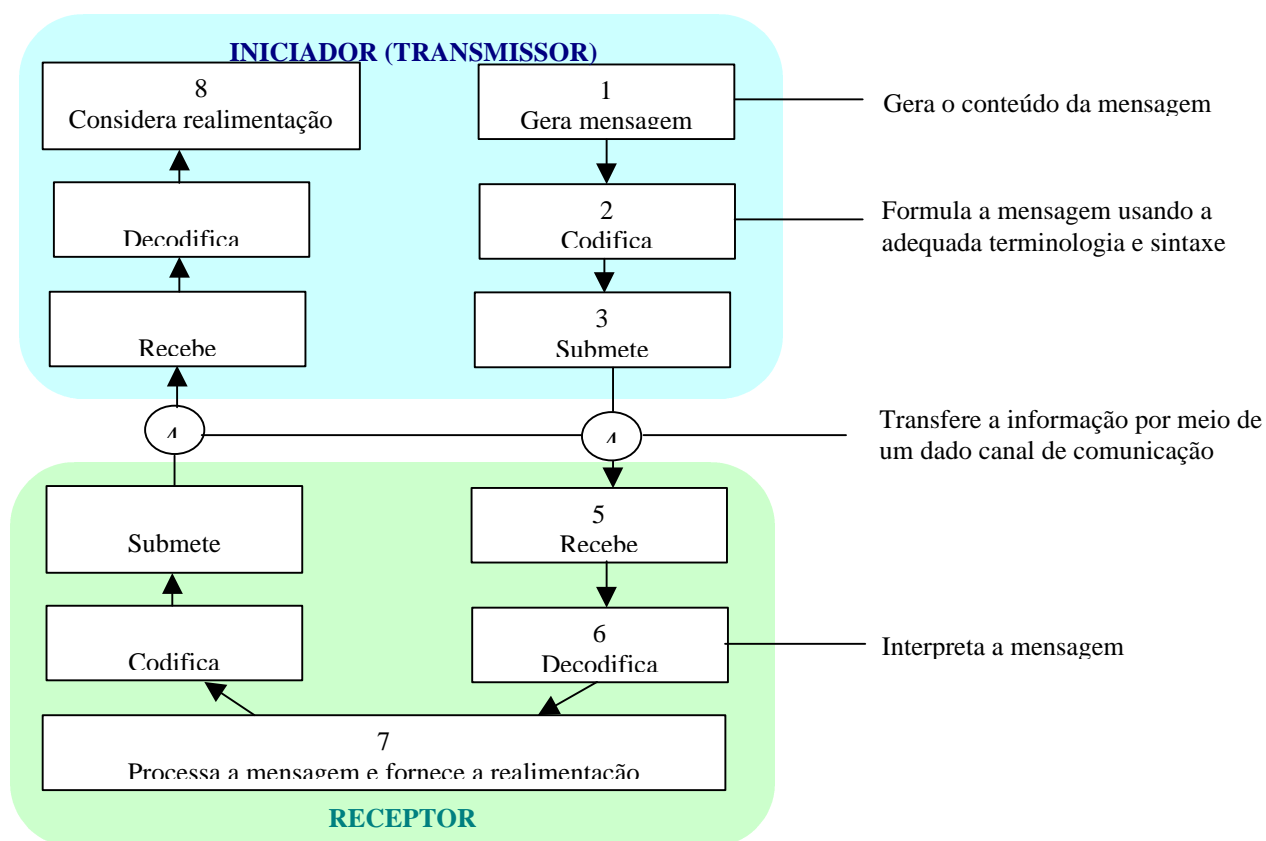 INICIADOR (TRANSMISSOR)
8
Considera realimentação
1
Gera mensagem
Gera o conteúdo da mensagem
Decodifica
2
Codifica
Formula a mensagem usando a
adequada terminologia e sintaxe
Recebe
3
Submete
4
4
Transfere a informação por meio de
um dado canal de comunicação
Submete
5
Recebe
Codifica
6
Decodifica
Interpreta a mensagem
7
Processa a mensagem e fornece a realimentação
RECEPTOR